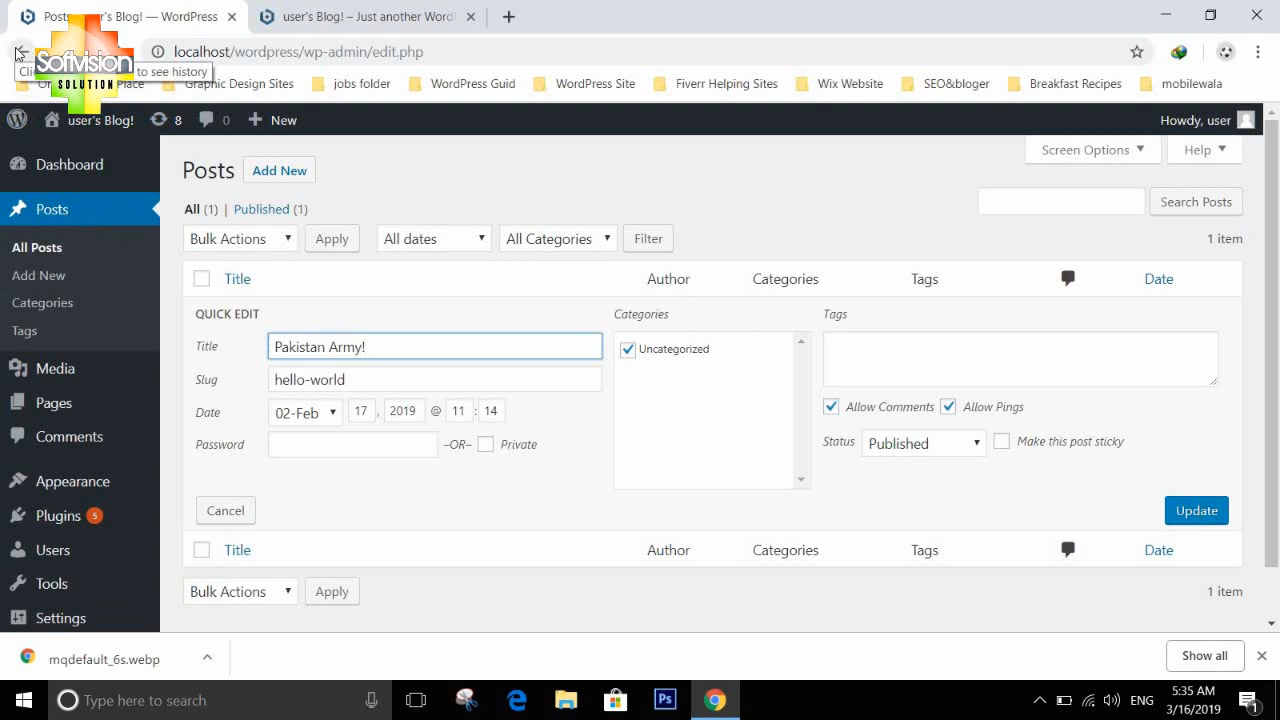 Posts user's Blog! — WordPress
user's Blog! – Just another Word
localhost/wordpress/wp-admin/edit.php
to see history
SofVision
SOLUTION
Place
Graphic Design Sites
jobs folder
WordPress Guid
WordPress Site
Fiverr Helping Sites
Wix Website
SEO&bloger
Breakfast Recipes
mobilewala
user's Blog!
8
0
New
Howdy, user
Dashboard
Posts
All Posts
Add New
Categories
Tags
Media
Pages
Comments
Appearance
Plugins 5
Users
Tools
Settings
Posts
Add New
Screen Options
Help
All (1) | Published (1)
Search Posts
Bulk Actions
Apply
All dates
All Categories
Filter
1 item
Title
Author
Categories
Tags
Date
QUICK EDIT
Title
Pakistan Army!
Slug
hello-world
Date
02-Feb 17 , 2019 @ 11 : 14
Password
–OR–
Private
Categories
Uncategorized
Tags
Allow Comments
Allow Pings
Status
Published
Make this post sticky
Cancel
Update
Title
Author
Categories
Tags
Date
Bulk Actions
Apply
1 item
mqdefault_6s.webp
Show all
Type here to search
Ps
ENG
5:35 AM
3/16/2019
1